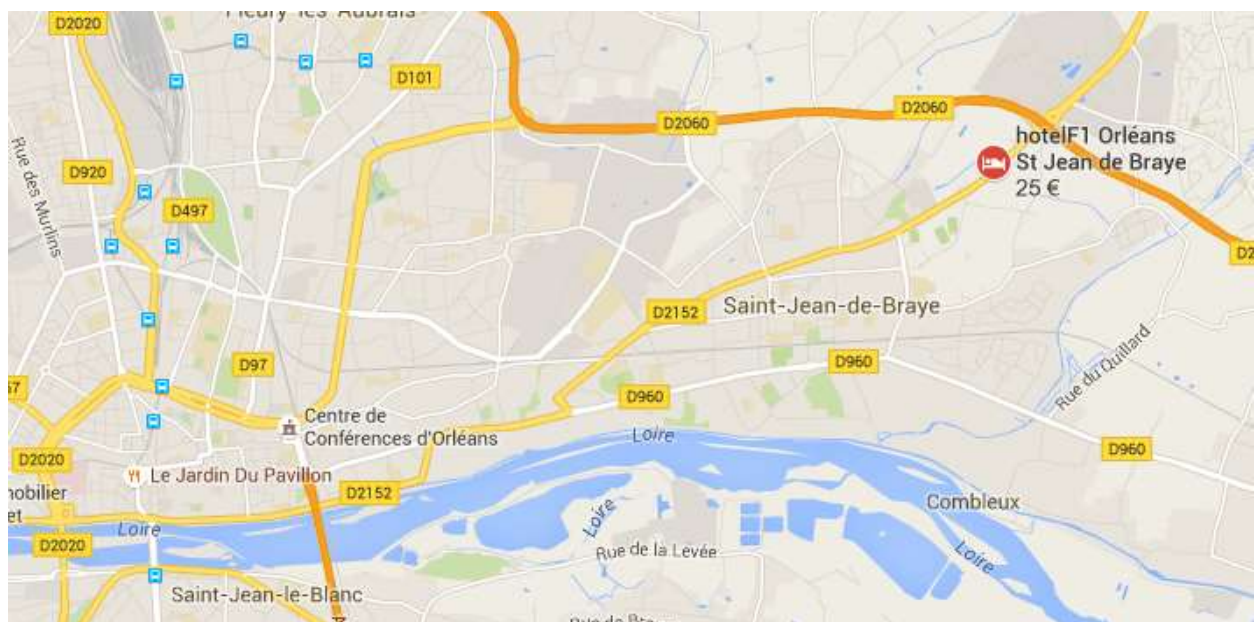 D2020
Fleury-les-Aubrais
D101
D2060
D2060
hotelF1 Orléans
St Jean de Braye
25 €
Rue des Murlins
D920
D497
D2152
Saint-Jean-de-Braye
D97
D960
Rue du Quillard
D960
Centre de
Conférences d'Orléans
Loire
D2020
D960
Le Jardin Du Pavillon
D2152
Combleux
Loire
Loire
D2020
Rue de la Levée
Loire
Saint-Jean-le-Blanc